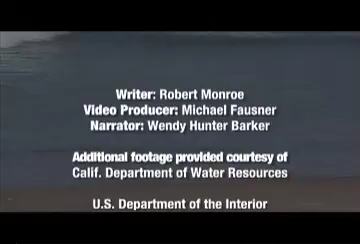 Writer: Robert Monroe
Video Producer: Michael Fausner
Narrator: Wendy Hunter Barker
Additional footage provided courtesy of
Calif. Department of Water Resources
U.S. Department of the Interior